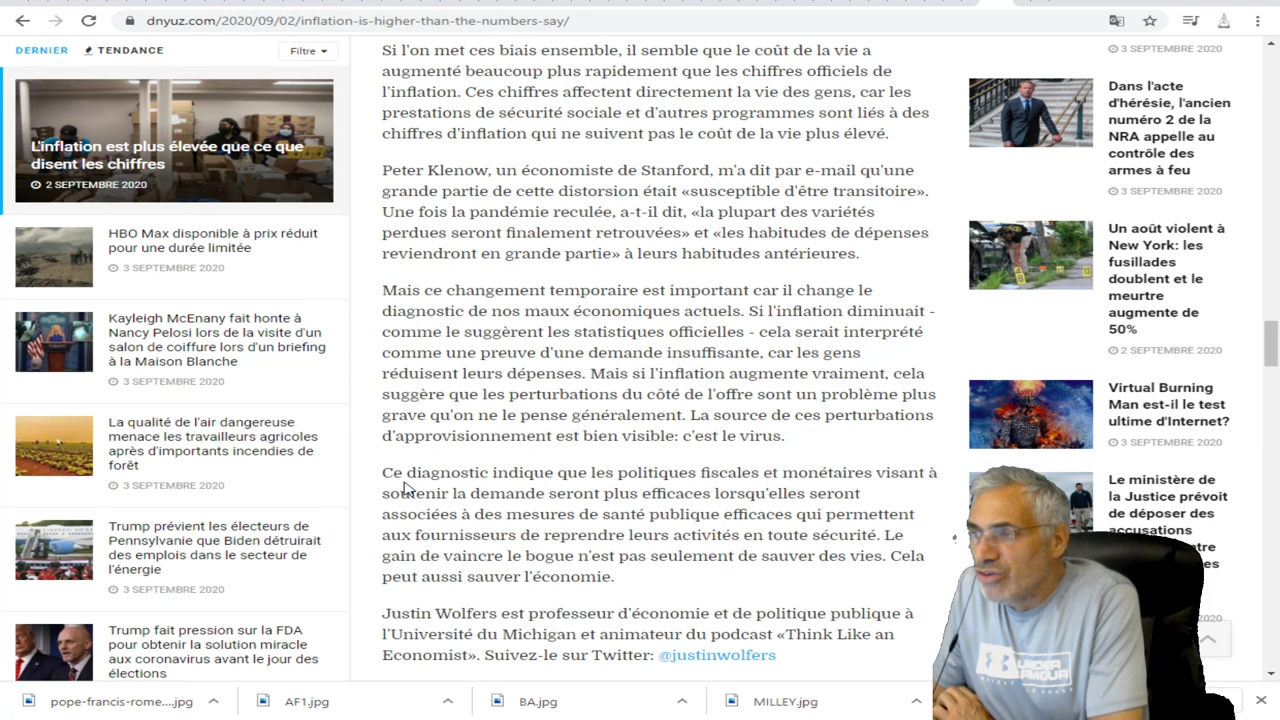 dnyuz.com/2020/09/02/inflation-is-higher-than-the-numbers-say/
DERNIER
TENDANCE
Filtre
L'inflation est plus élevée que ce que
disent les chiffres
2 SEPTEMBRE 2020
HBO Max disponible à prix réduit
pour une durée limitée
3 SEPTEMBRE 2020
Kayleigh McEnany fait honte à
Nancy Pelosi lors de la visite d'un
salon de coiffure lors d'un briefing
à la Maison Blanche
3 SEPTEMBRE 2020
La qualité de l'air dangereuse
menace les travailleurs agricoles
après d'importants incendies de
forêt
3 SEPTEMBRE 2020
Trump prévient les électeurs de
Pennsylvanie que Biden détruirait
des emplois dans le secteur de
l'énergie
3 SEPTEMBRE 2020
Trump fait pression sur la FDA
pour obtenir la solution miracle
aux coronavirus avant le jour des
élections
Si l'on met ces biais ensemble, il semble que le coût de la vie a
augmenté beaucoup plus rapidement que les chiffres officiels de
l'inflation. Ces chiffres affectent directement la vie des gens, car les
prestations de sécurité sociale et d'autres programmes sont liés à des
chiffres d'inflation qui ne suivent pas le coût de la vie plus élevé.
Peter Klenow, un économiste de Stanford, m'a dit par e-mail qu'une
grande partie de cette distorsion était «susceptible d'être transitoire».
Une fois la pandémie reculée, a-t-il dit, «la plupart des variétés
perdues seront finalement retrouvées» et «les habitudes de dépenses
reviendront en grande partie» à leurs habitudes antérieures.
Mais ce changement temporaire est important car il change le
diagnostic de nos maux économiques actuels. Si l'inflation diminuait -
comme le suggèrent les statistiques officielles - cela serait interprété
comme une preuve d'une demande insuffisante, car les gens
réduisent leurs dépenses. Mais si l'inflation augmente vraiment, cela
suggère que les perturbations du côté de l'offre sont un problème plus
grave qu'on ne le pense généralement. La source de ces perturbations
d'approvisionnement est bien visible: c'est le virus.
Ce diagnostic indique que les politiques fiscales et monétaires visant à
soutenir la demande seront plus efficaces lorsqu'elles seront
associées à des mesures de santé publique efficaces qui permettent
aux fournisseurs de reprendre leurs activités en toute sécurité. Le
gain de vaincre le bogue n'est pas seulement de sauver des vies. Cela
peut aussi sauver l'économie.
Justin Wolfers est professeur d'économie et de politique publique à
l'Université du Michigan et animateur du podcast «Think Like an
Economist». Suivez-le sur Twitter: @justinwolfers
3 SEPTEMBRE 2020
Dans l'acte
d'hérésie, l'ancien
numéro 2 de la
NRA appelle au
contrôle des
armes à feu
3 SEPTEMBRE 2020
Un août violent à
New York: les
fusillades
doublent et le
meurtre
augmente de
50%
2 SEPTEMBRE 2020
Virtual Burning
Man est-il le test
ultime d'Internet?
3 SEPTEMBRE 2020
Le ministère de
la Justice prévoit
de déposer des
accusations
2020
UNDER
ARMOUR
pope-francis-rome....jpg
AF1.jpg
BA.jpg
MILLEY.jpg